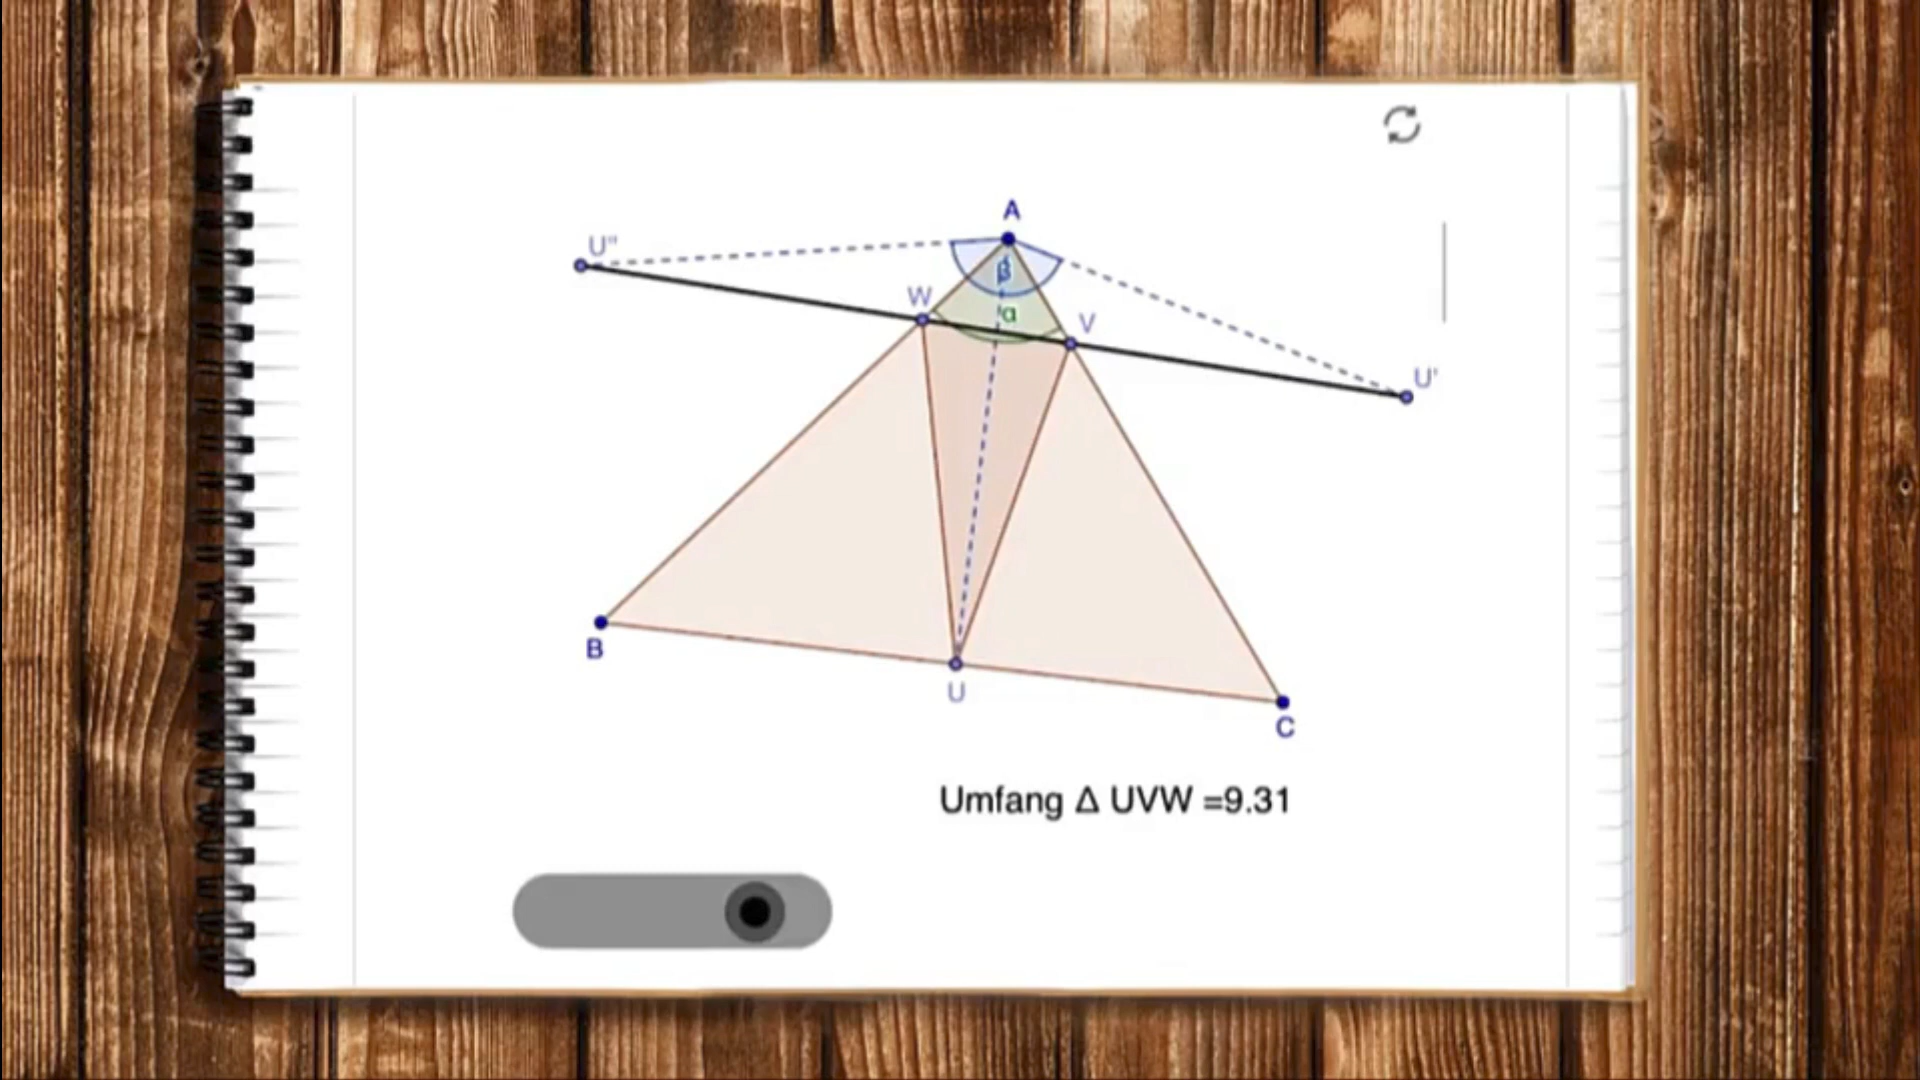 A
U"
β
W
α
V
U'
B
U
C
Umfang Δ UVW =9.31